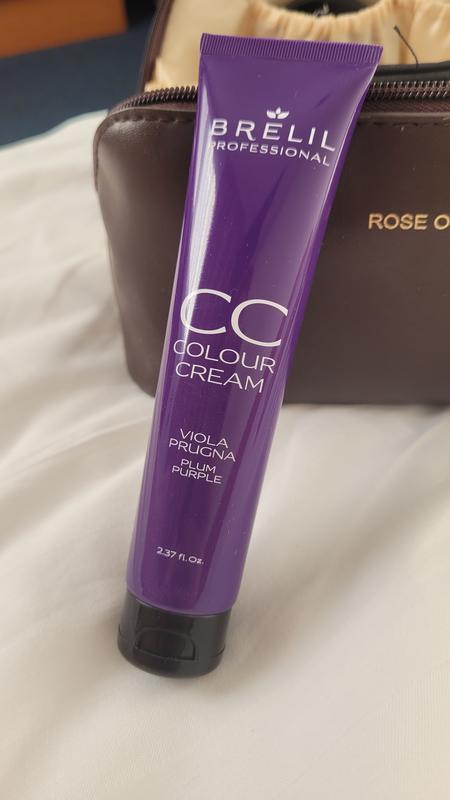 BRELIL
PROFESSIONAL
CC
COLOUR
CREAM
VIOLA
PRUGNA
PLUM
PURPLE
2.37 fl.Oz.
ROSE O